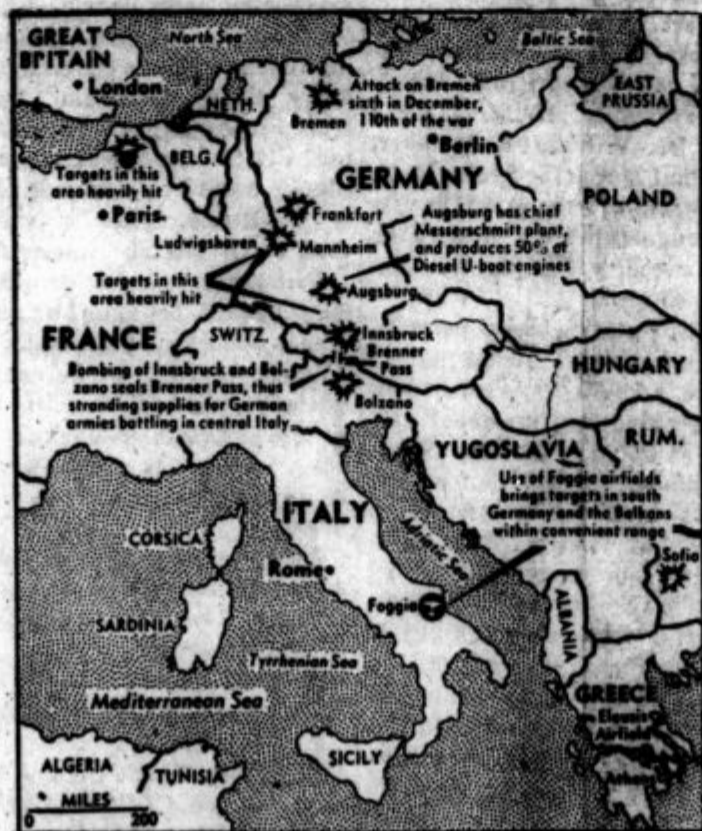 GREAT
BRITAIN
North Sea
Baltic Sea
London
NETH.
Bremen
Attack on Bremen
sixth in December,
110th of the war
EAST
PRUSSIA
Berlin
BELG.
Targets in this
area heavily hit
Paris
GERMANY
POLAND
Frankfort
Ludwigshaven
Mannheim
Augsburg has chief
Messerschmitt plant,
and produces 50% of
Diesel U-boat engines
Targets in this
area heavily hit
Augsburg
FRANCE
SWITZ.
Innsbruck
Brenner
Pass
HUNGARY
Bombing of Innsbruck and Bol-
zano seals Brenner Pass, thus
stranding supplies for German
armies battling in central Italy
Bolzano
YUGOSLAVIA
RUM.
Use of Foggia airfields
brings targets in south
Germany and the Balkans
within convenient range
ITALY
Adriatic Sea
CORSICA
Rome
Sofia
Foggia
SARDINIA
ALBANIA
Tyrrhenian Sea
Mediterranean Sea
GREECE
Eleusis
Airfield
Athens
SICILY
ALGERIA
TUNISIA
MILES
0 200